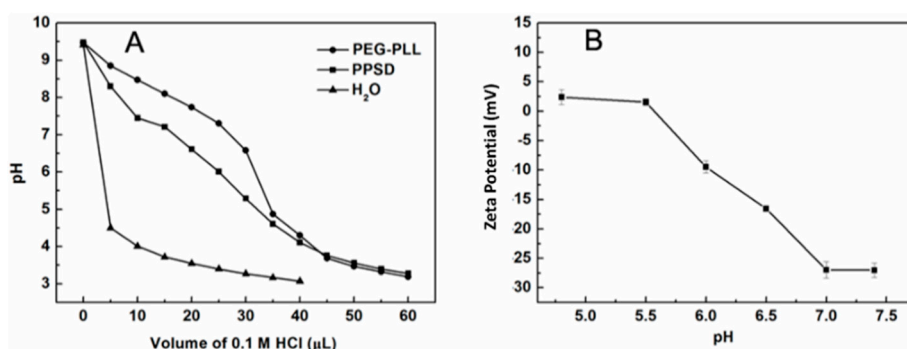 A
PEG-PLL
PPSD
H₂O
10
9
8
7
6
5
4
3
pH
0 10 20 30 40 50 60
Volume of 0.1 M HCl (µL)
B
15
10
5
0
-5
-10
-15
-20
-25
-30
Zeta Potential (mV)
5.0 5.5 6.0 6.5 7.0 7.5
pH